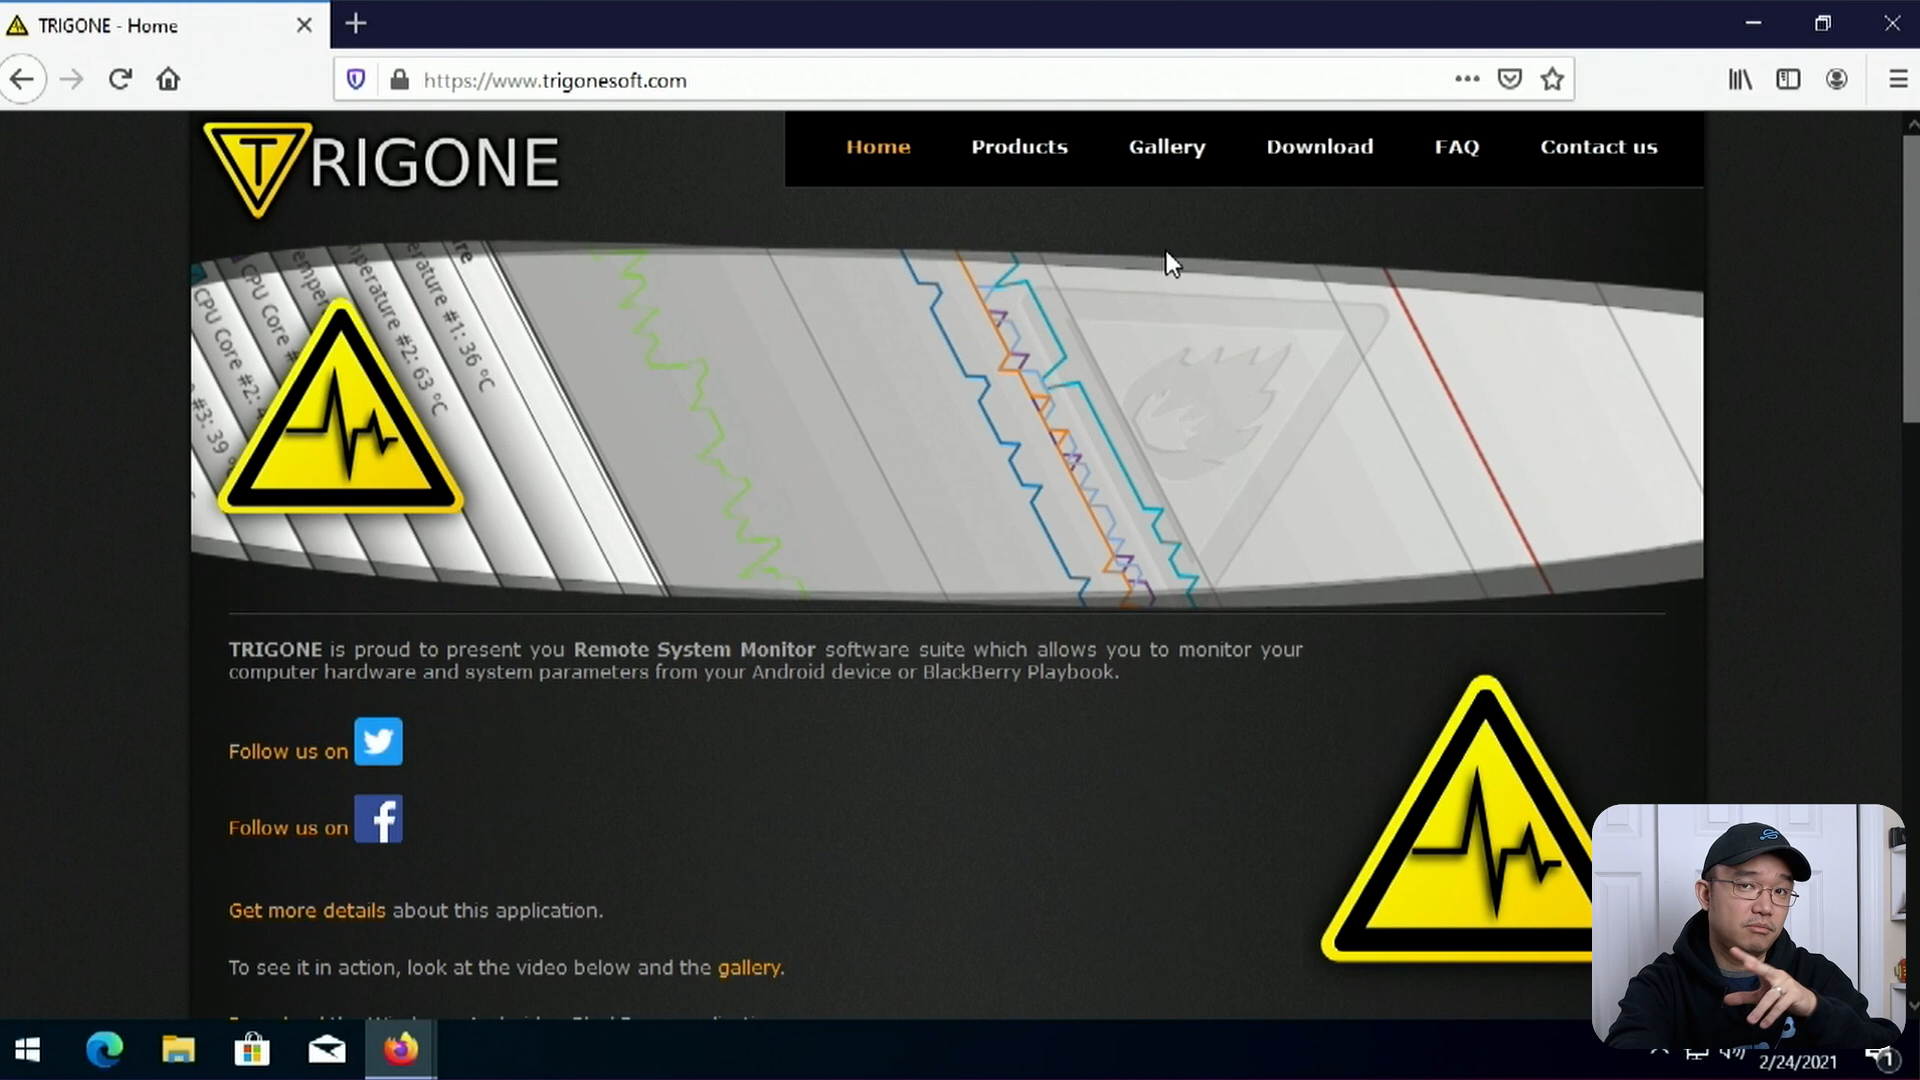 TRIGONE - Home
https://www.trigonesoft.com
TRIGONE
Home
Products
Gallery
Download
FAQ
Contact us
CPU Core
CPU Core #2:
#3: 39
Temperature #2: 63 °C
#1: 36 °C
TRIGONE is proud to present you Remote System Monitor software suite which allows you to monitor your
computer hardware and system parameters from your Android device or BlackBerry Playbook.
Follow us on
Follow us on
f
Get more details about this application.
To see it in action, look at the video below and the gallery.
2/24/2021
1